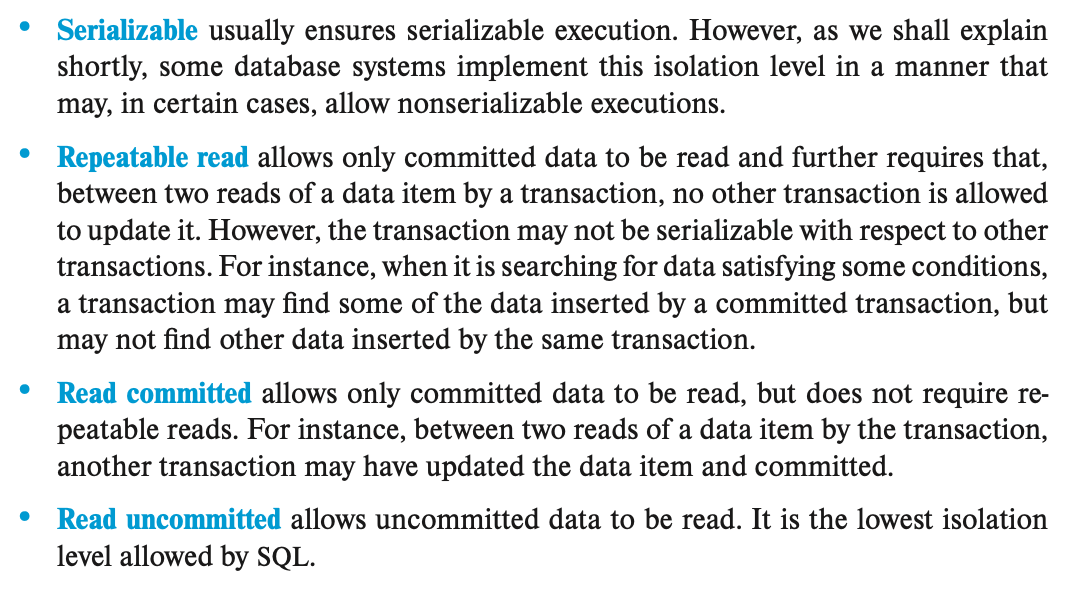 • Serializable usually ensures serializable execution. However, as we shall explain
shortly, some database systems implement this isolation level in a manner that
may, in certain cases, allow nonserializable executions.
• Repeatable read allows only committed data to be read and further requires that,
between two reads of a data item by a transaction, no other transaction is allowed
to update it. However, the transaction may not be serializable with respect to other
transactions. For instance, when it is searching for data satisfying some conditions,
a transaction may find some of the data inserted by a committed transaction, but
may not find other data inserted by the same transaction.
• Read committed allows only committed data to be read, but does not require re-
peatable reads. For instance, between two reads of a data item by the transaction,
another transaction may have updated the data item and committed.
• Read uncommitted allows uncommitted data to be read. It is the lowest isolation
level allowed by SQL.